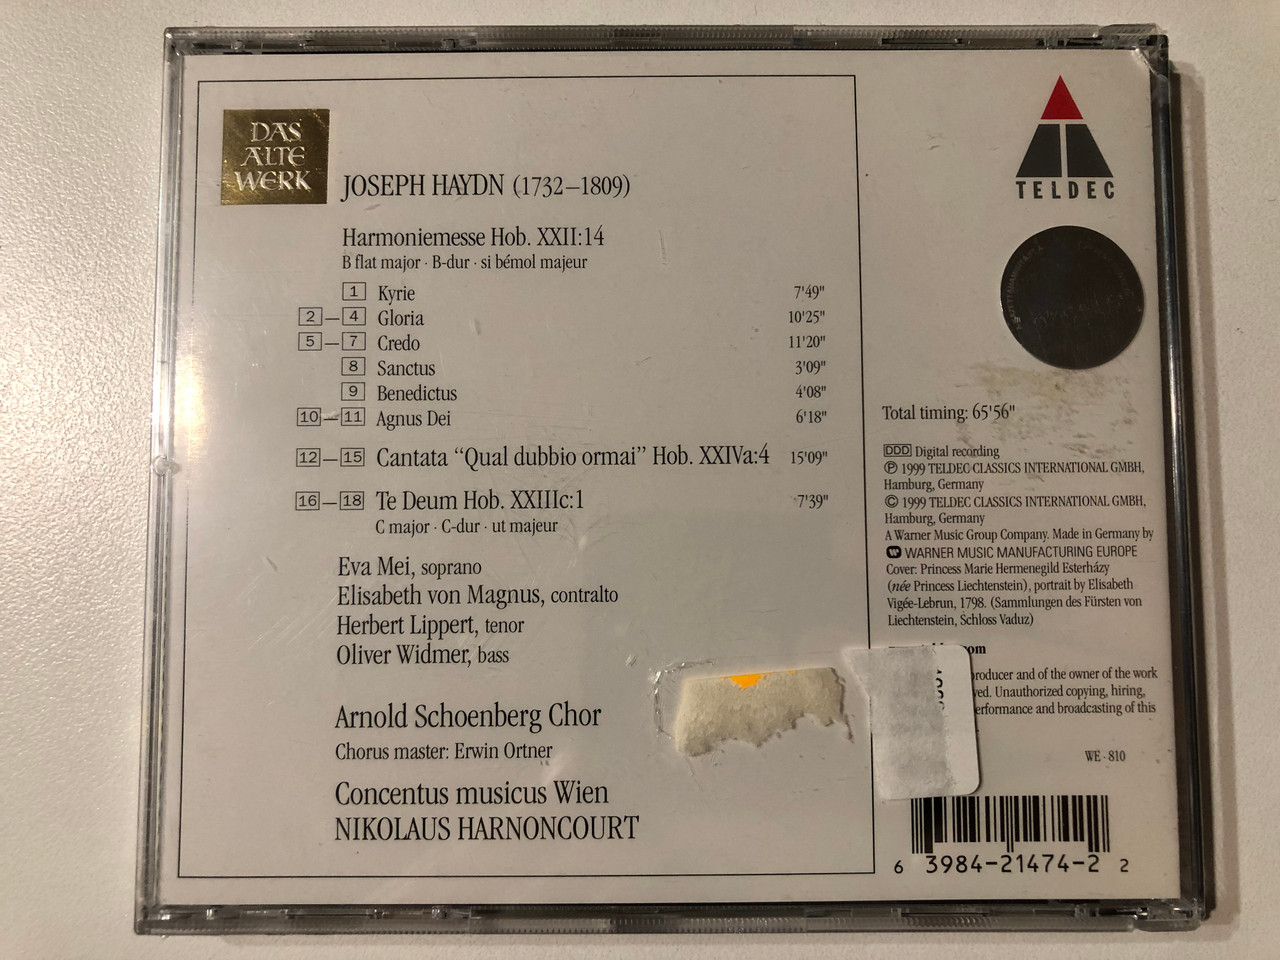 DAS
ALTE
WERK
JOSEPH HAYDN (1732–1809)
Harmoniemesse Hob. XXII:14
B flat major · B-dur · si bémol majeur
1 Kyrie 7'49"
2–4 Gloria 10'25"
5–7 Credo 11'20"
8 Sanctus 3'09"
9 Benedictus 4'08"
10–11 Agnus Dei 6'18"
12–15 Cantata “Qual dubbio ormai” Hob. XXIVa:4 15'09"
16–18 Te Deum Hob. XXIIIc:1 7'39"
C major · C-dur · ut majeur
Eva Mei, soprano
Elisabeth von Magnus, contralto
Herbert Lippert, tenor
Oliver Widmer, bass
Arnold Schoenberg Chor
Chorus master: Erwin Ortner
Concentus musicus Wien
NIKOLAUS HARNONCOURT
TELDEC
Total timing: 65'56"
DDD Digital recording
℗ 1999 TELDEC CLASSICS INTERNATIONAL GMBH,
Hamburg, Germany
© 1999 TELDEC CLASSICS INTERNATIONAL GMBH,
Hamburg, Germany
A Warner Music Group Company. Made in Germany by
WARNER MUSIC MANUFACTURING EUROPE
Cover: Princess Marie Hermenegild Esterházy
(née Princess Liechtenstein), portrait by Elisabeth
Vigée-Lebrun, 1798. (Sammlungen des Fürsten von
Liechtenstein, Schloss Vaduz)
producer and of the owner of the work
Unauthorized copying, hiring,
performance and broadcasting of this
WE · 810
6 3984-21474-2 2